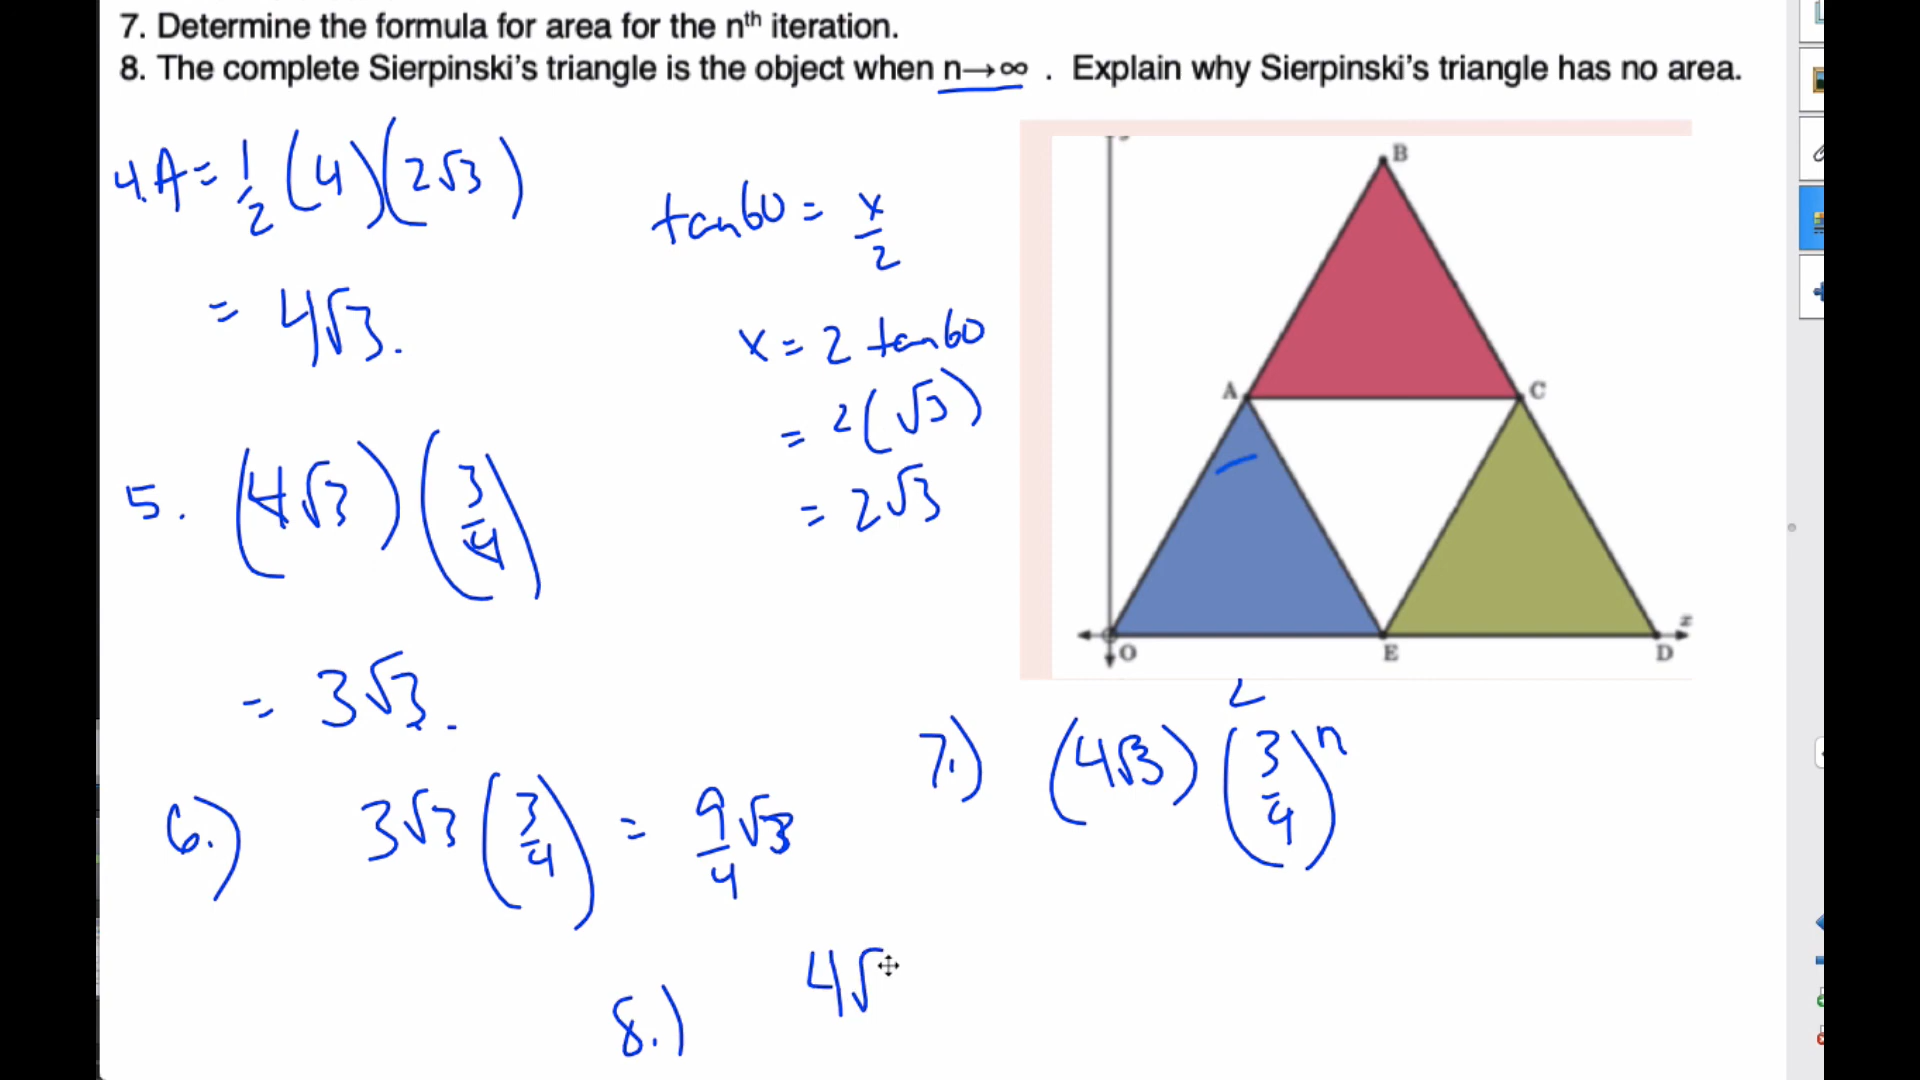 7. Determine the formula for area for the nᵗʰ iteration.
8. The complete Sierpinski's triangle is the object when n→∞ . Explain why Sierpinski's triangle has no area.
4. A = 1/2 (4)(2√3)
= 4√3.
tan60 = x/2
x = 2 tan60
= 2(√3)
= 2√3
5. (4√3)(3/4)
= 3√3.
6.) 3√3 (3/4) = 9/4 √3
B
A
C
O
E
D
2
7.) (4√3)(3/4)ⁿ
8.) 4√